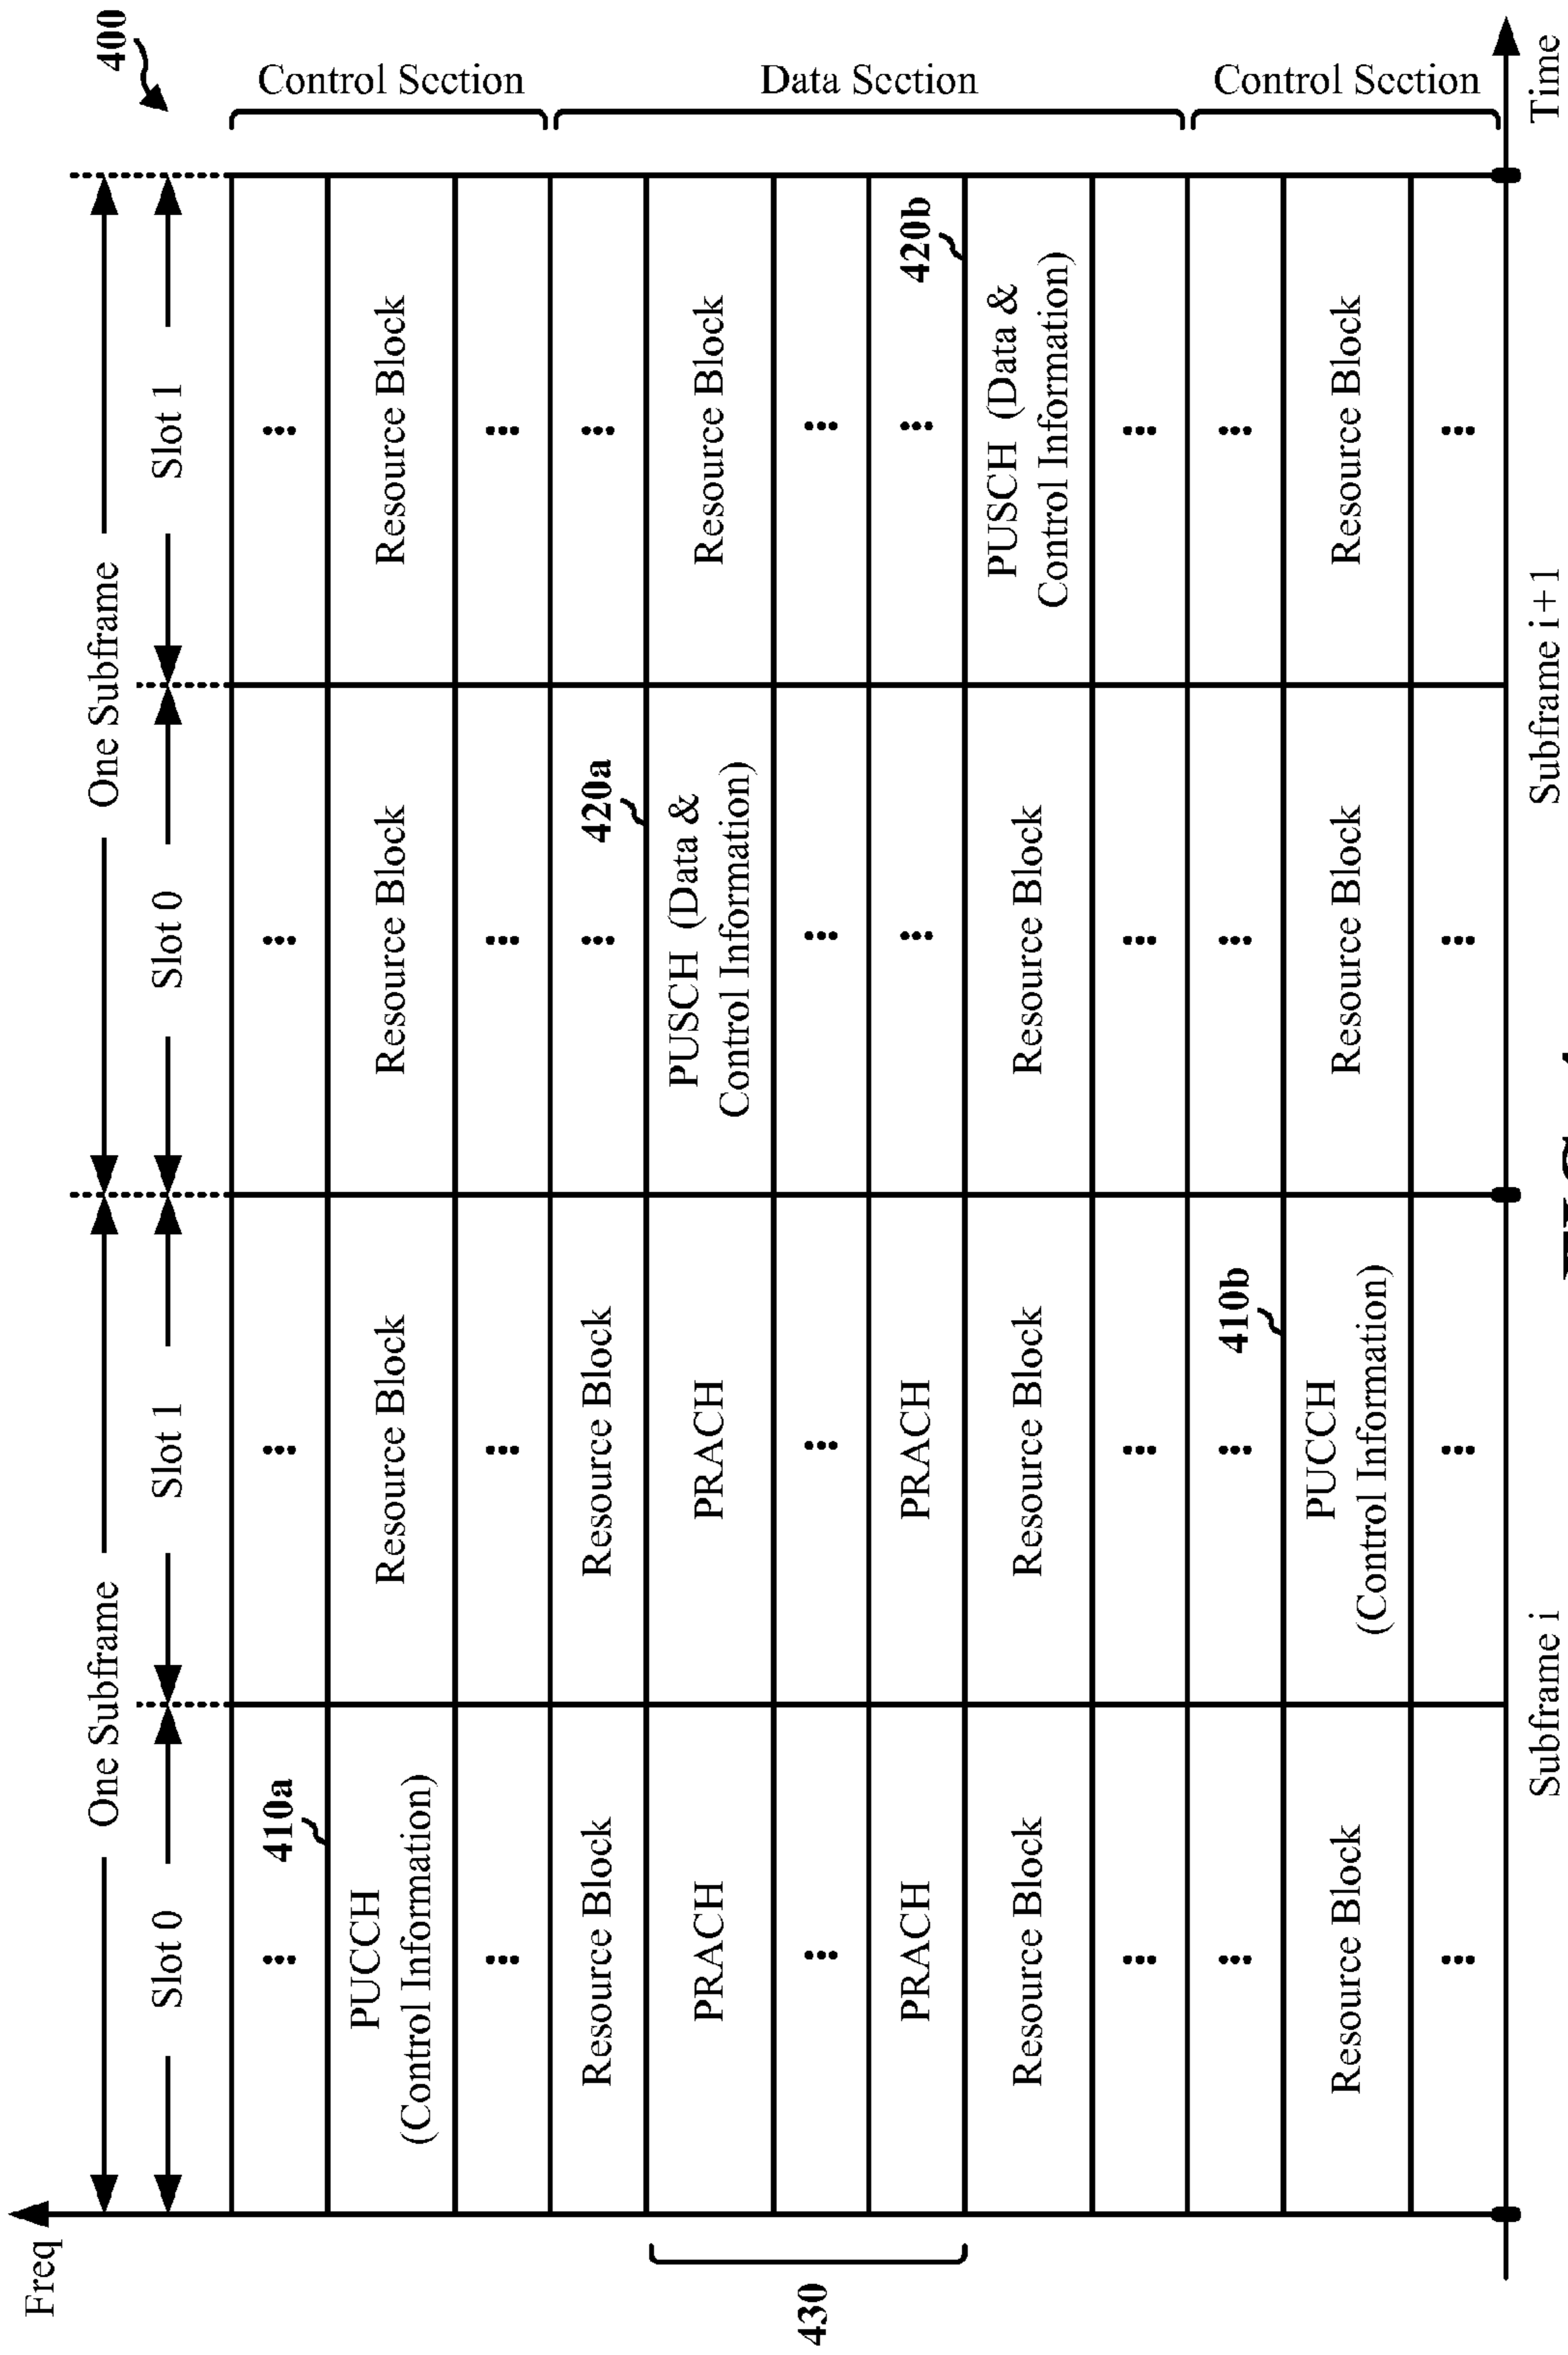 Freq
400
One Subframe
One Subframe
Slot 0
Slot 1
Slot 0
Slot 1
Control Scction
410a
PUCCH
(Control Information)
Resource Block
Resource Block
Resource Block
Resource Block
Resource Block
420a
430
PRACH
PRACH
PUSCH (Data &
Control Information)
Resource Block
Data Scction
PRACH
PRACH
420b
Resource Block
Resource Block
Resource Block
PUSCH (Data &
Control Information)
410b
Resource Block
PUCCH
(Control Information)
Resource Block
Resource Block
Control Scction
Subframe i
Subframe i+1
Time